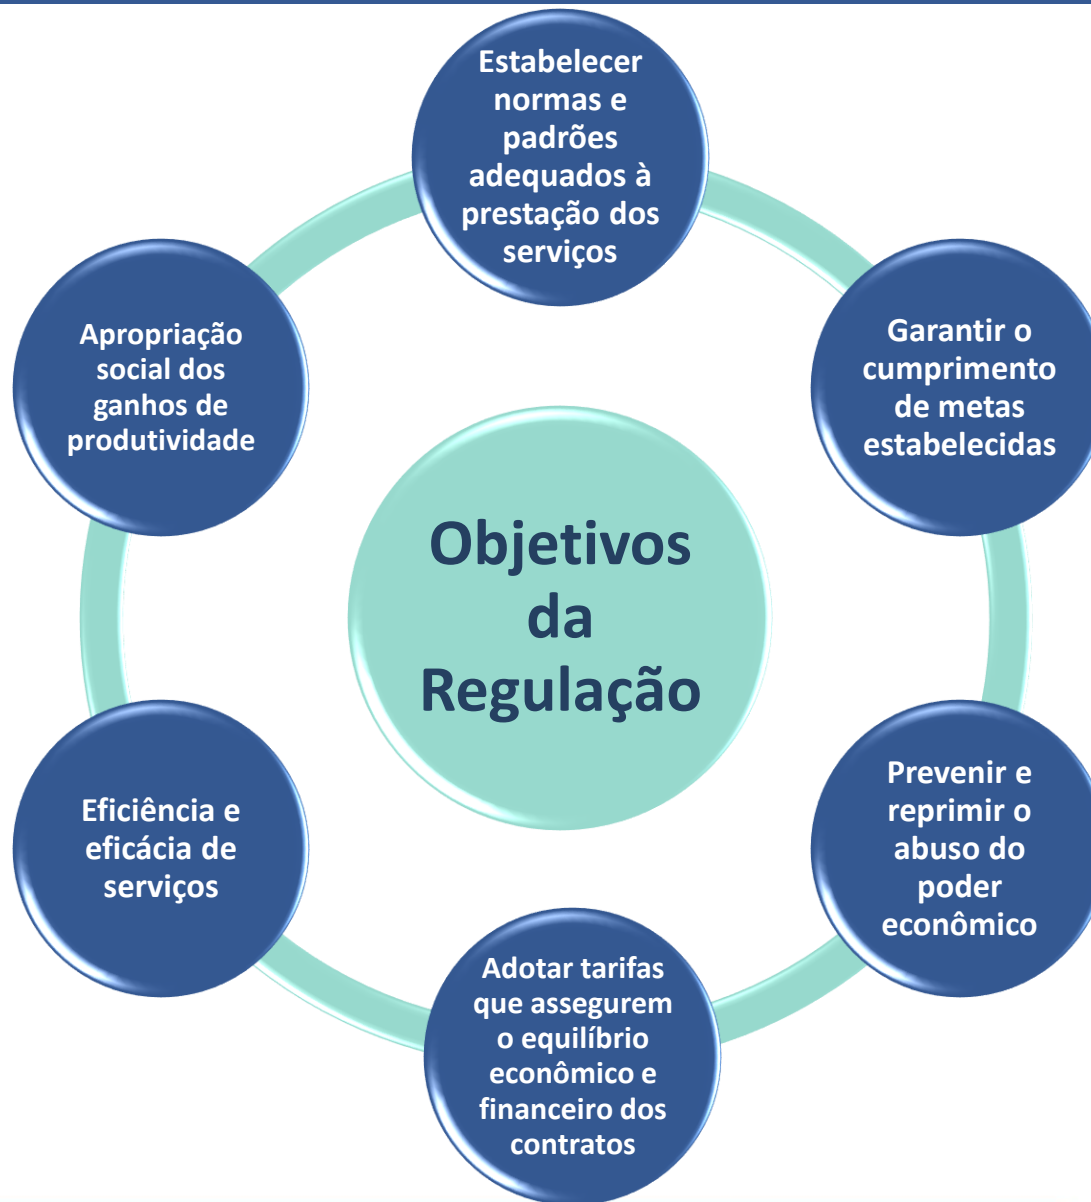 Estabelecer
normas e
padrões
adequados à
prestação dos
serviços
Garantir o
cumprimento
de metas
estabelecidas
Prevenir e
reprimir o
abuso do
poder
econômico
Adotar tarifas
que assegurem
o equilíbrio
econômico e
financeiro dos
contratos
Eficiência e
eficácia de
serviços
Apropriação
social dos
ganhos de
produtividade
Objetivos
da
Regulação